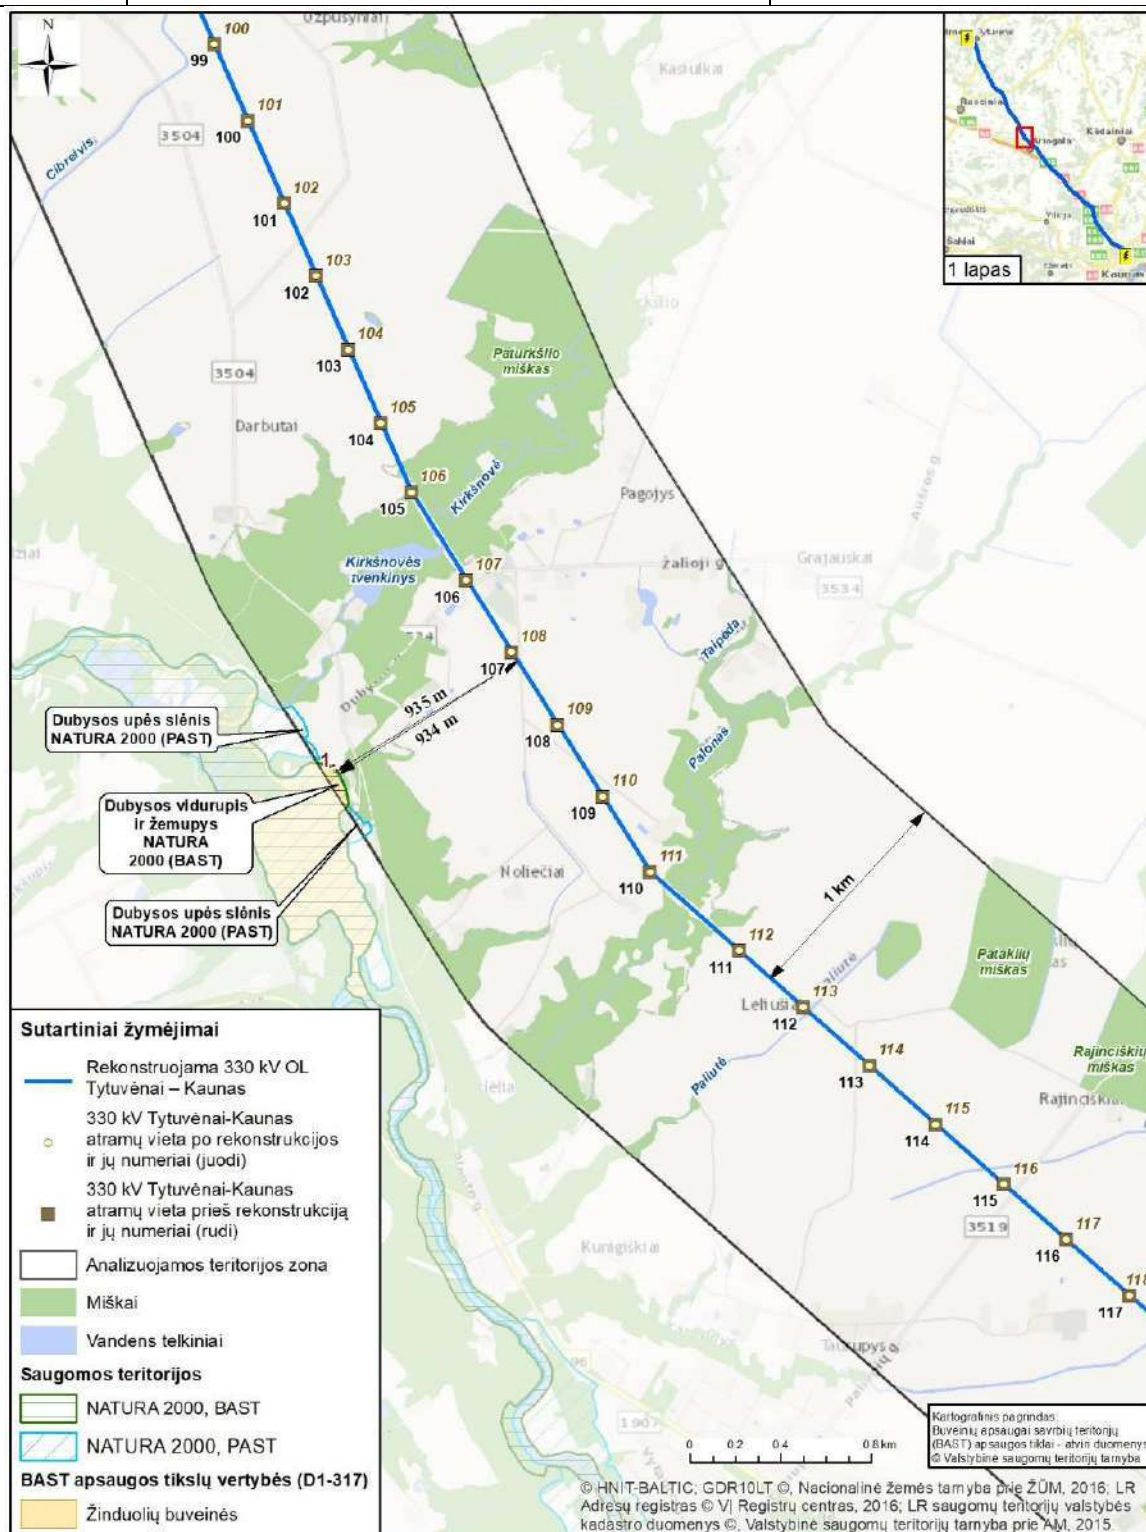 N
99
100
100
101
101
102
102
103
103
104
104
105
105
106
106
107
107
108
108
109
109
110
110
111
111
112
112
113
113
114
114
115
115
116
116
117
117
Kasiulkai
Cibreivis
3504
3504
Paturkšlio
miškas
Darbutai
Kirkšnovė
Pagojys
Aušros g
Kirkšnovės
tvenkinys
žalioji g
Grajauskai
3534
Taipeda
935 m
934 m
Dubysos upės slėnis
NATURA 2000 (PAST)
1
Palonas
Dubysos vidurupis
ir žemupys
NATURA
2000 (BAST)
Noliečiai
1 km
Dubysos upės slėnis
NATURA 2000 (PAST)
Pataklių
miškas
Paliutė
Paliutė
Rajinciškių
miškas
3519
Kunigiškiai
1907
Kėdainiai
Ariogala
Vilkija
Šakiai
Kaunas
1 lapas
Sutartiniai žymėjimai
Rekonstruojama 330 kV OL
Tytuvėnai – Kaunas
330 kV Tytuvėnai-Kaunas
atramų vieta po rekonstrukcijos
ir jų numeriai (juodi)
330 kV Tytuvėnai-Kaunas
atramų vieta prieš rekonstrukciją
ir jų numeriai (rudi)
Analizuojamos teritorijos zona
Miškai
Vandens telkiniai
Saugomos teritorijos
NATURA 2000, BAST
NATURA 2000, PAST
BAST apsaugos tikslų vertybės (D1-317)
Žinduolių buveinės
0 0.2 0.4 0.8 km
Kartografinis pagrindas:
Buveinių apsaugai svarbių teritorijų
(BAST) apsaugos tikslai - atviri duomenys
© Valstybinė saugomų teritorijų tarnyba
© HNIT-BALTIC; GDR10LT ©, Nacionalinė žemės tarnyba prie ŽŪM, 2016; LR
Adresų registras © VĮ Registrų centras, 2016; LR saugomų teritorijų valstybės
kadastro duomenys ©, Valstybinė saugomų teritorijų tarnyba prie AM, 2015.